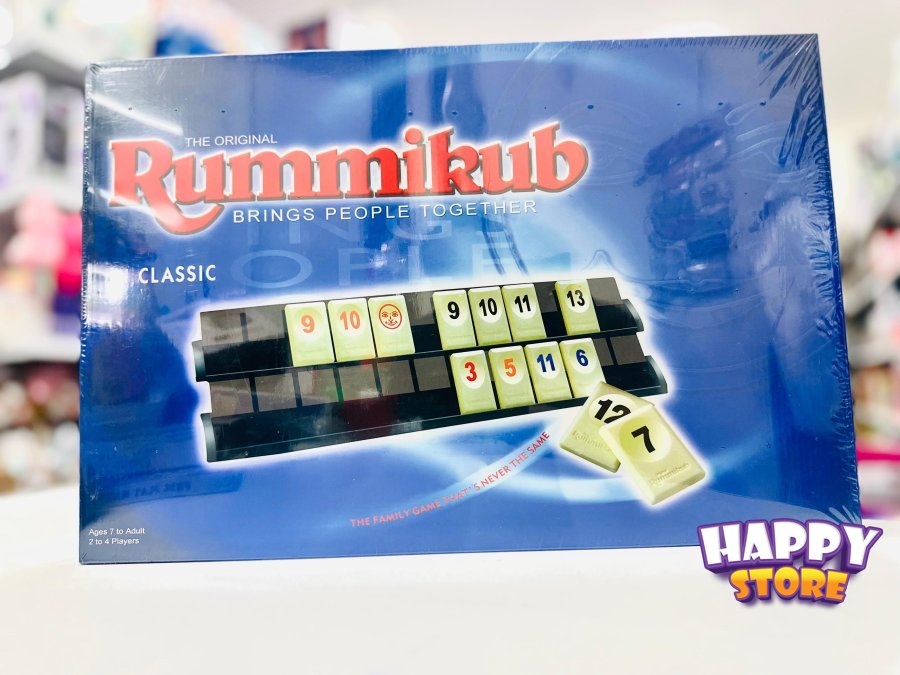 THE ORIGINAL
Rummikub
BRINGS PEOPLE TOGETHER
CLASSIC
9 10 9 10 11 13
3 5 11 6
12 7
Rummikub
THE FAMILY GAME THAT'S NEVER THE SAME
Ages 7 to Adult
2 to 4 Players
HAPPY
STORE